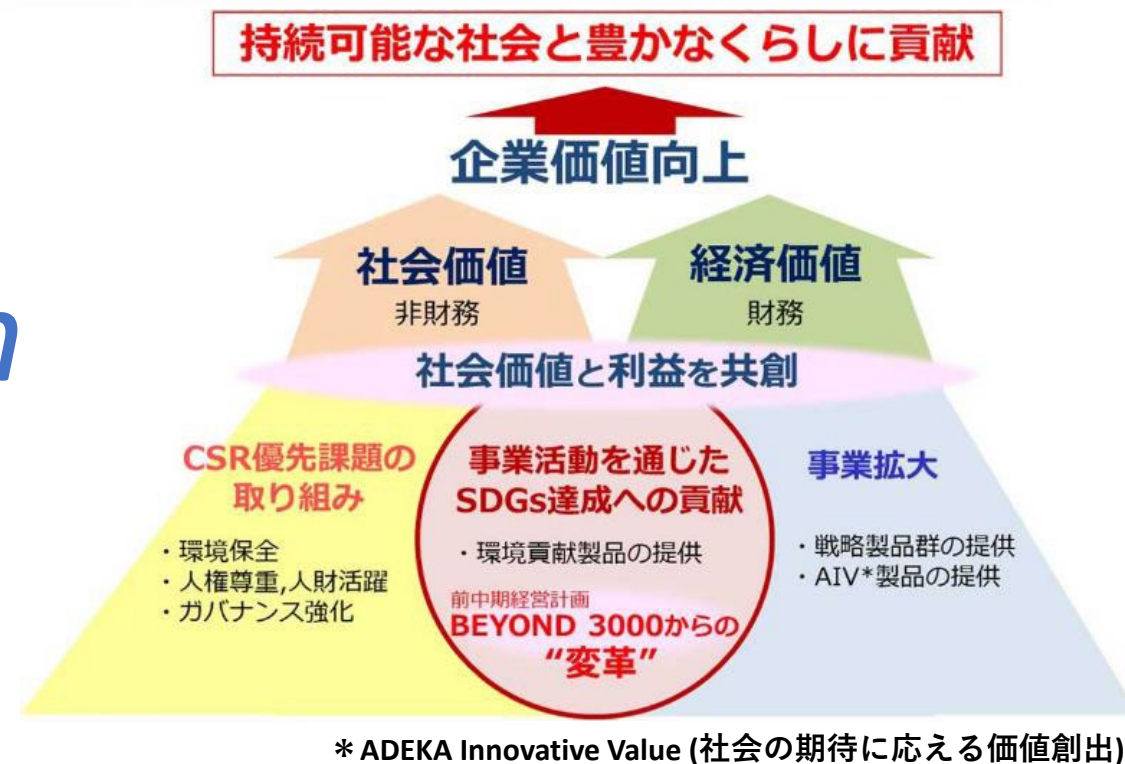 持続可能な社会と豊かなくらしに貢献
企業価値向上
社会価値
非財務
経済価値
財務
社会価値と利益を共創
CSR優先課題の
取り組み
・環境保全
・人権尊重,人財活躍
・ガバナンス強化
事業活動を通じた
SDGs達成への貢献
・環境貢献製品の提供
前中期経営計画
BEYOND 3000からの
“変革”
事業拡大
・戦略製品群の提供
・AIV*製品の提供
n
＊ADEKA Innovative Value (社会の期待に応える価値創出)